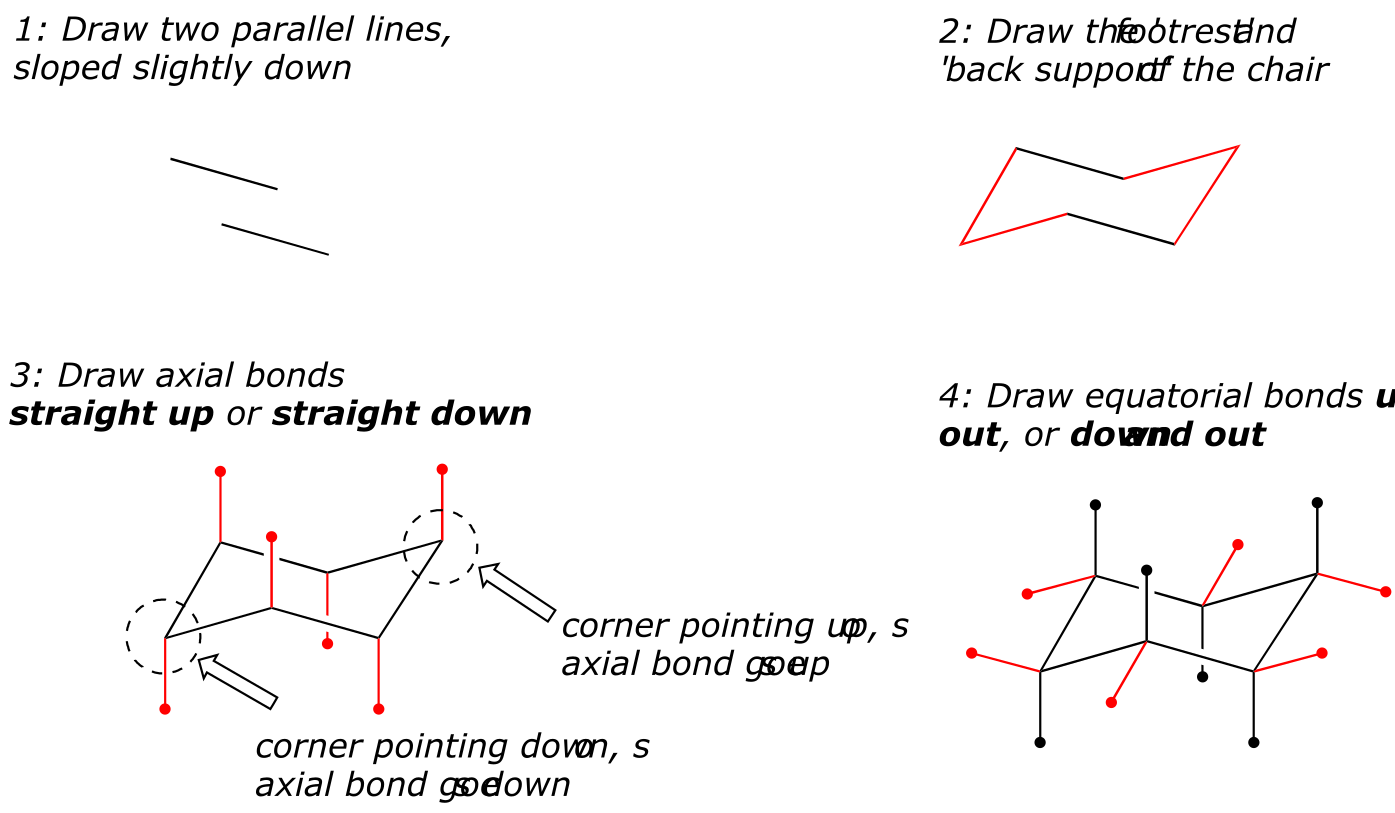 1: Draw two parallel lines,
sloped slightly down
2: Draw the 'footrest' and
'back support' of the chair
3: Draw axial bonds
straight up or straight down
4: Draw equatorial bonds u
out, or down and out
corner pointing up, so
axial bond goes up
corner pointing down, so
axial bond goes down